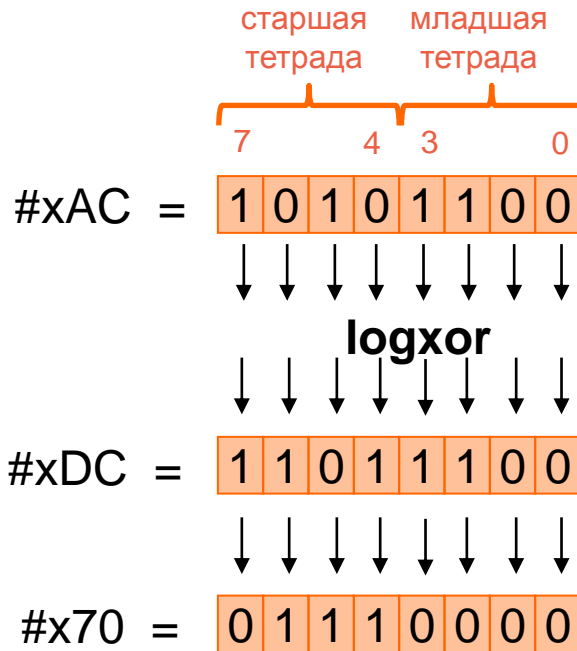 старшая тетрада
младшая тетрада
7 4 3 0
#xAC = 1 0 1 0 1 1 0 0
logxor
#xDC = 1 1 0 1 1 1 0 0
#x70 = 0 1 1 1 0 0 0 0